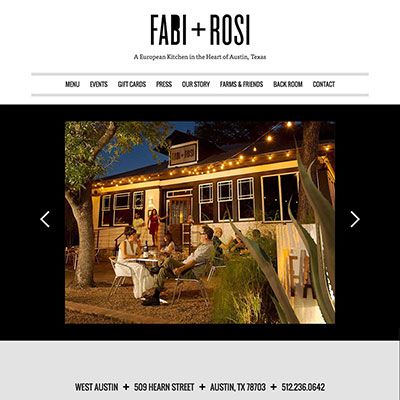 FABI + ROSI
A European Kitchen in the Heart of Austin, Texas
MENU EVENTS GIFT CARDS PRESS OUR STORY FARMS & FRIENDS BACK ROOM CONTACT
FABI + ROSI
WEST AUSTIN + 509 HEARN STREET + AUSTIN, TX 78703 + 512.236.0642